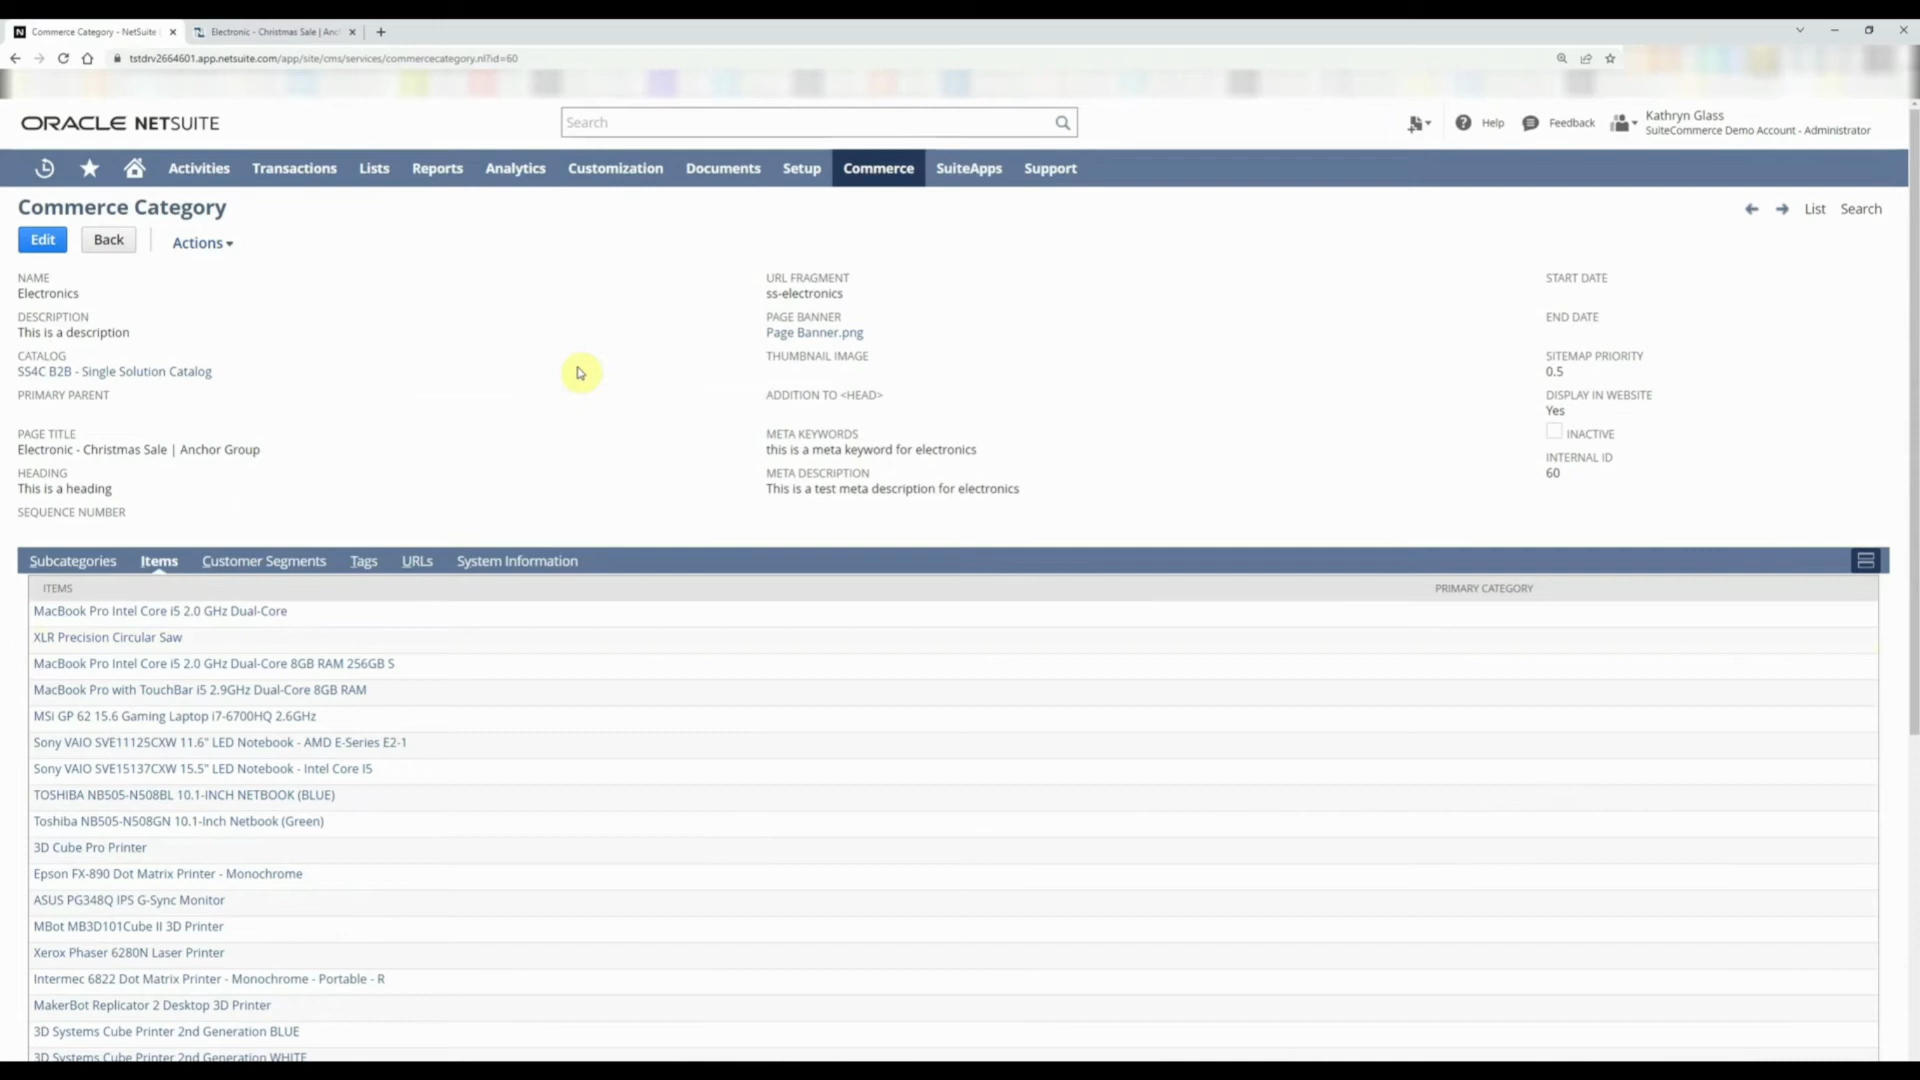 Commerce Category - NetSuite
Electronic - Christmas Sale | Anc
tstdrv2664601.app.netsuite.com/app/site/cms/services/commercecategory.nl?id=60
ORACLE NETSUITE
Search
Help
Feedback
Kathryn Glass
SuiteCommerce Demo Account - Administrator
Activities Transactions Lists Reports Analytics Customization Documents Setup Commerce SuiteApps Support
Commerce Category
List Search
Edit Back Actions
NAME
Electronics
DESCRIPTION
This is a description
CATALOG
SS4C B2B - Single Solution Catalog
PRIMARY PARENT
PAGE TITLE
Electronic - Christmas Sale | Anchor Group
HEADING
This is a heading
SEQUENCE NUMBER
URL FRAGMENT
ss-electronics
PAGE BANNER
Page Banner.png
THUMBNAIL IMAGE
ADDITION TO <HEAD>
META KEYWORDS
this is a meta keyword for electronics
META DESCRIPTION
This is a test meta description for electronics
START DATE
END DATE
SITEMAP PRIORITY
0.5
DISPLAY IN WEBSITE
Yes
INACTIVE
INTERNAL ID
60
Subcategories Items Customer Segments Tags URLs System Information
ITEMS PRIMARY CATEGORY
MacBook Pro Intel Core i5 2.0 GHz Dual-Core
XLR Precision Circular Saw
MacBook Pro Intel Core i5 2.0 GHz Dual-Core 8GB RAM 256GB S
MacBook Pro with TouchBar i5 2.9GHz Dual-Core 8GB RAM
MSi GP 62 15.6 Gaming Laptop i7-6700HQ 2.6GHz
Sony VAIO SVE11125CXW 11.6" LED Notebook - AMD E-Series E2-1
Sony VAIO SVE15137CXW 15.5" LED Notebook - Intel Core I5
TOSHIBA NB505-N508BL 10.1-INCH NETBOOK (BLUE)
Toshiba NB505-N508GN 10.1-Inch Netbook (Green)
3D Cube Pro Printer
Epson FX-890 Dot Matrix Printer - Monochrome
ASUS PG348Q IPS G-Sync Monitor
MBot MB3D101Cube II 3D Printer
Xerox Phaser 6280N Laser Printer
Intermec 6822 Dot Matrix Printer - Monochrome - Portable - R
MakerBot Replicator 2 Desktop 3D Printer
3D Systems Cube Printer 2nd Generation BLUE
3D Systems Cube Printer 2nd Generation WHITE